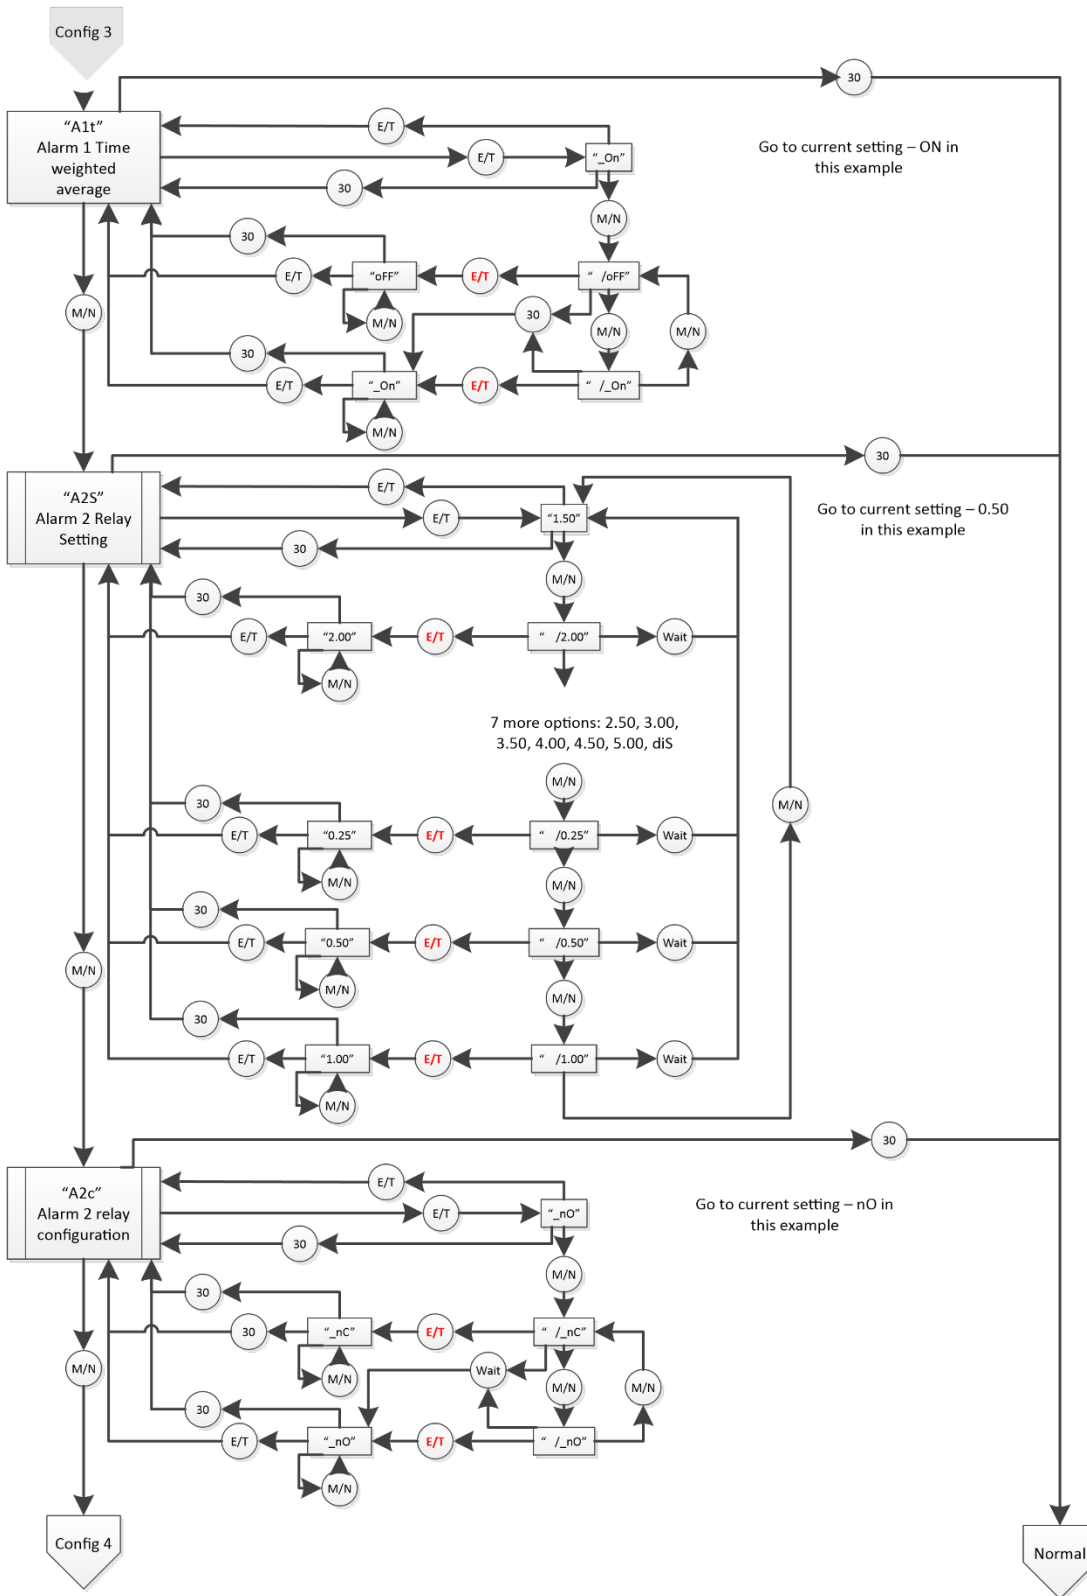 Config 3
30
"A1t"
Alarm 1 Time
weighted
average
E/T
E/T
"_On"
30
Go to current setting – ON in
this example
M/N
30
E/T
"oFF"
E/T
"  /oFF"
M/N
M/N
30
M/N
M/N
30
E/T
"_On"
E/T
"  /_On"
M/N
30
"A2S"
Alarm 2 Relay
Setting
E/T
E/T
"1.50"
30
Go to current setting – 0.50
in this example
M/N
30
E/T
"2.00"
E/T
"  /2.00"
Wait
M/N
7 more options: 2.50, 3.00,
3.50, 4.00, 4.50, 5.00, diS
M/N
30
M/N
E/T
"0.25"
E/T
"  /0.25"
Wait
M/N
M/N
30
E/T
"0.50"
E/T
"  /0.50"
Wait
M/N
M/N
M/N
30
E/T
"1.00"
E/T
"  /1.00"
Wait
M/N
30
"A2c"
Alarm 2 relay
configuration
E/T
E/T
"_nO"
30
Go to current setting – nO in
this example
M/N
30
30
"_nC"
E/T
"  /_nC"
M/N
M/N
Wait
M/N
M/N
30
E/T
"_nO"
E/T
"  /_nO"
M/N
Config 4
Normal